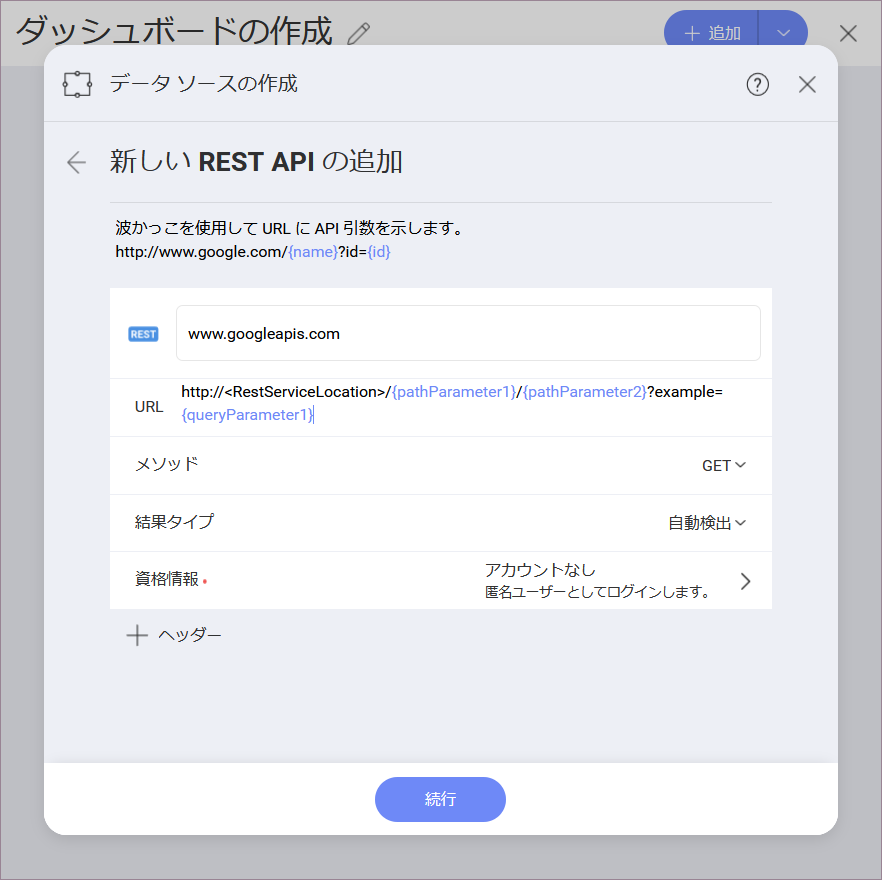 ダッシュボードの作成
追加
データ ソースの作成
?
新しい REST API の追加
波かっこを使用して URL に API 引数を示します。
http://www.google.com/{name}?id={id}
REST www.googleapis.com
URL http://<RestServiceLocation>/{pathParameter1}/{pathParameter2}?example=
{queryParameter1}
メソッド GET
結果タイプ 自動検出
資格情報 アカウントなし
匿名ユーザーとしてログインします。
ヘッダー
続行